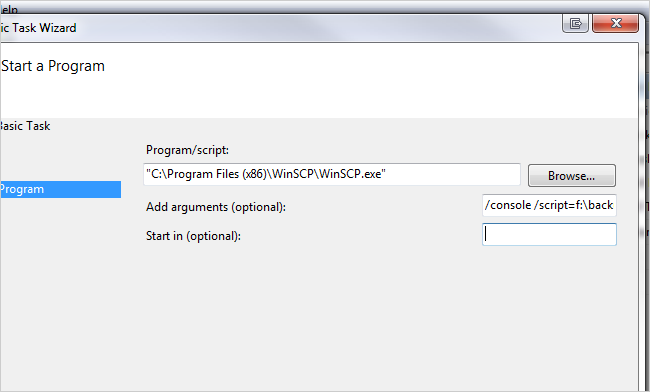 elp
ic Task Wizard
Start a Program
Basic Task
Program/script:
"C:\Program Files (x86)\WinSCP\WinSCP.exe"
Browse...
Program
Add arguments (optional):
/console /script=f:\back
Start in (optional):